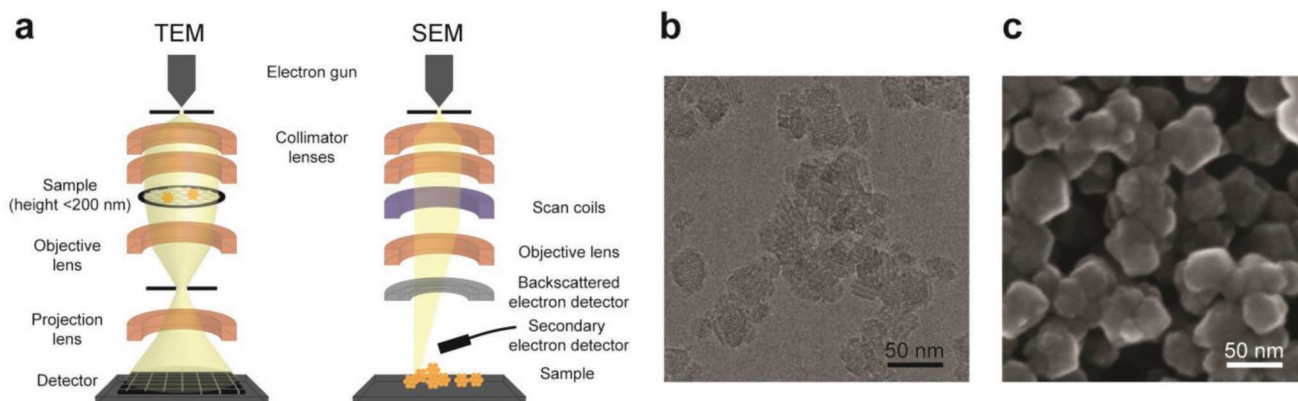 a
TEM
SEM
Electron gun
Collimator
lenses
Sample
(height <200 nm)
Objective
lens
Projection
lens
Detector
Scan coils
Objective lens
Backscattered
electron detector
Secondary
electron detector
Sample
b
50 nm
c
50 nm